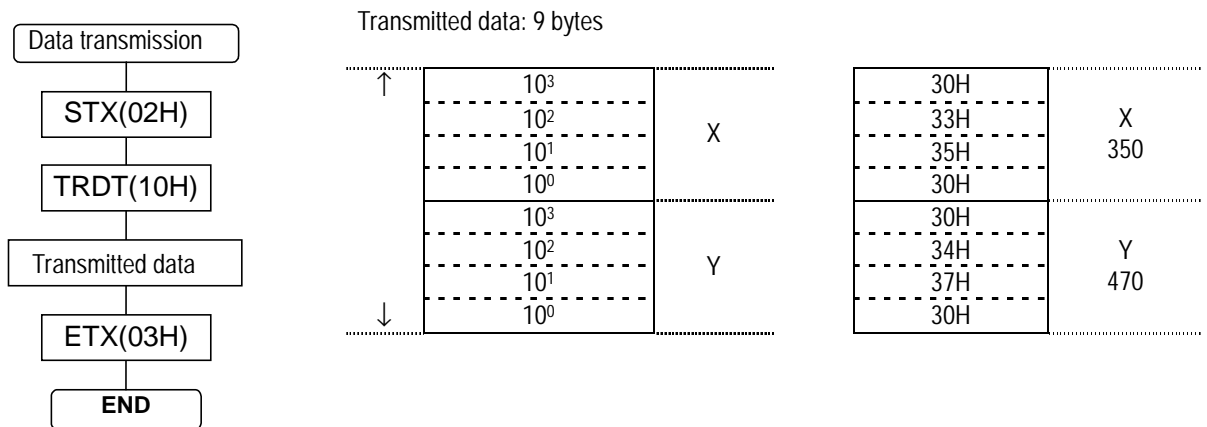 Data transmission
STX(02H)
TRDT(10H)
Transmitted data
ETX(03H)
END
Transmitted data: 9 bytes
↑
10³
10²
10¹
10⁰
X
10³
10²
10¹
10⁰
Y
↓
30H
33H
35H
30H
X
350
30H
34H
37H
30H
Y
470